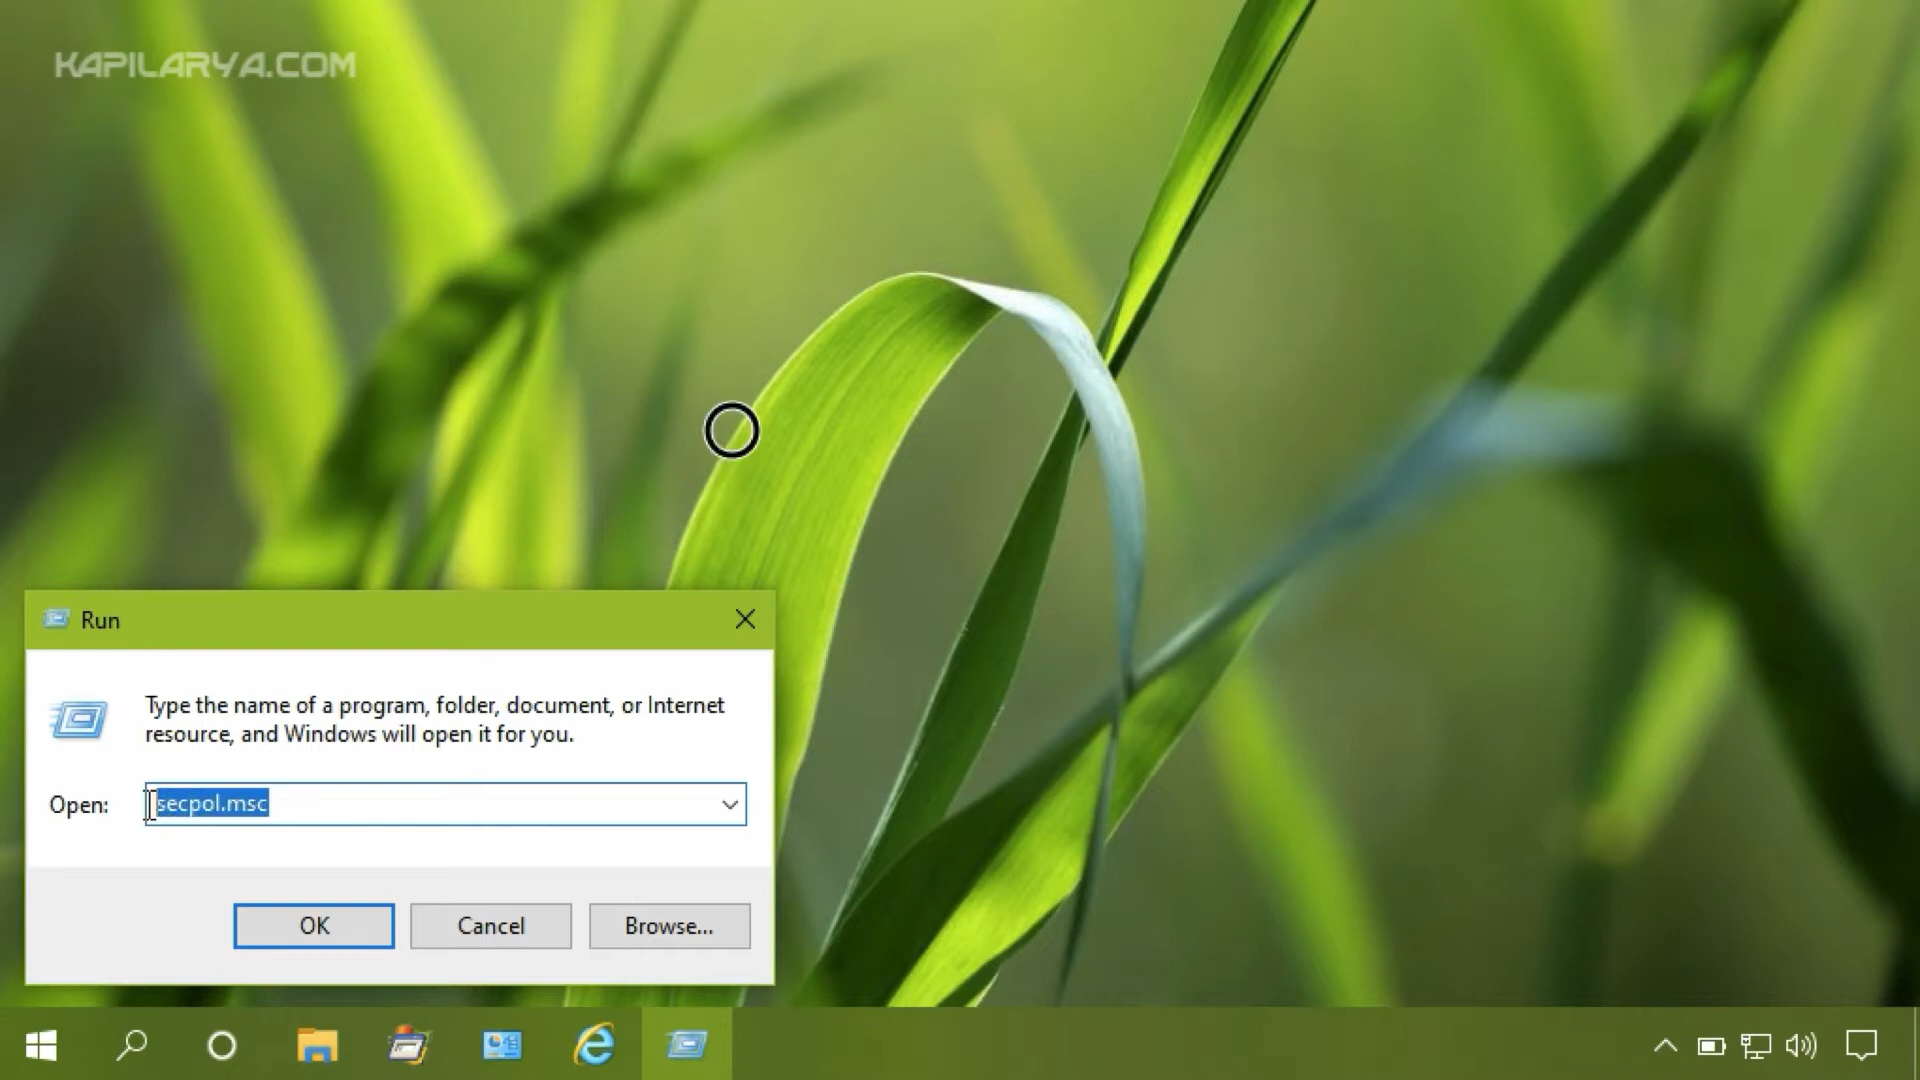 KAPILARYA.COM
Run
Type the name of a program, folder, document, or Internet
resource, and Windows will open it for you.
Open:
secpol.msc
OK
Cancel
Browse...